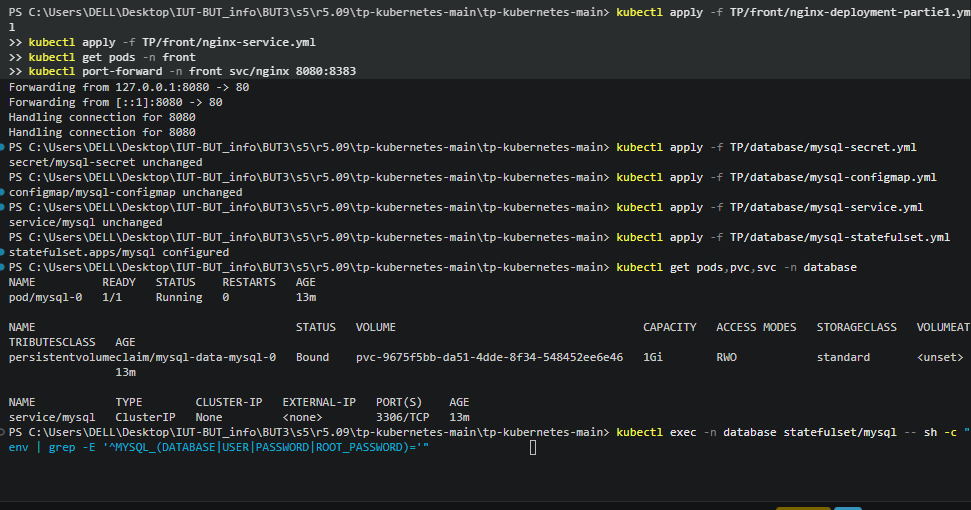 PS C:\Users\DELL\Desktop\IUT-BUT_info\BUT3\s5\r5.09\tp-kubernetes-main\tp-kubernetes-main> kubectl apply -f TP/front/nginx-deployment-partie1.ym
l
>> kubectl apply -f TP/front/nginx-service.yml
>> kubectl get pods -n front
>> kubectl port-forward -n front svc/nginx 8080:8383
Forwarding from 127.0.0.1:8080 -> 80
Forwarding from [::1]:8080 -> 80
Handling connection for 8080
Handling connection for 8080
PS C:\Users\DELL\Desktop\IUT-BUT_info\BUT3\s5\r5.09\tp-kubernetes-main\tp-kubernetes-main> kubectl apply -f TP/database/mysql-secret.yml
secret/mysql-secret unchanged
PS C:\Users\DELL\Desktop\IUT-BUT_info\BUT3\s5\r5.09\tp-kubernetes-main\tp-kubernetes-main> kubectl apply -f TP/database/mysql-configmap.yml
configmap/mysql-configmap unchanged
PS C:\Users\DELL\Desktop\IUT-BUT_info\BUT3\s5\r5.09\tp-kubernetes-main\tp-kubernetes-main> kubectl apply -f TP/database/mysql-service.yml
service/mysql unchanged
PS C:\Users\DELL\Desktop\IUT-BUT_info\BUT3\s5\r5.09\tp-kubernetes-main\tp-kubernetes-main> kubectl apply -f TP/database/mysql-statefulset.yml
statefulset.apps/mysql configured
PS C:\Users\DELL\Desktop\IUT-BUT_info\BUT3\s5\r5.09\tp-kubernetes-main\tp-kubernetes-main> kubectl get pods,pvc,svc -n database
NAME READY STATUS RESTARTS AGE
pod/mysql-0 1/1 Running 0 13m
NAME STATUS VOLUME CAPACITY ACCESS MODES STORAGECLASS VOLUMEAT
TRIBUTESCLASS AGE
persistentvolumeclaim/mysql-data-mysql-0 Bound pvc-9675f5bb-da51-4dde-8f34-548452ee6e46 1Gi RWO standard <unset>
13m
NAME TYPE CLUSTER-IP EXTERNAL-IP PORT(S) AGE
service/mysql ClusterIP None <none> 3306/TCP 13m
PS C:\Users\DELL\Desktop\IUT-BUT_info\BUT3\s5\r5.09\tp-kubernetes-main\tp-kubernetes-main> kubectl exec -n database statefulset/mysql -- sh -c "
env | grep -E '^MYSQL_(DATABASE|USER|PASSWORD|ROOT_PASSWORD)='"